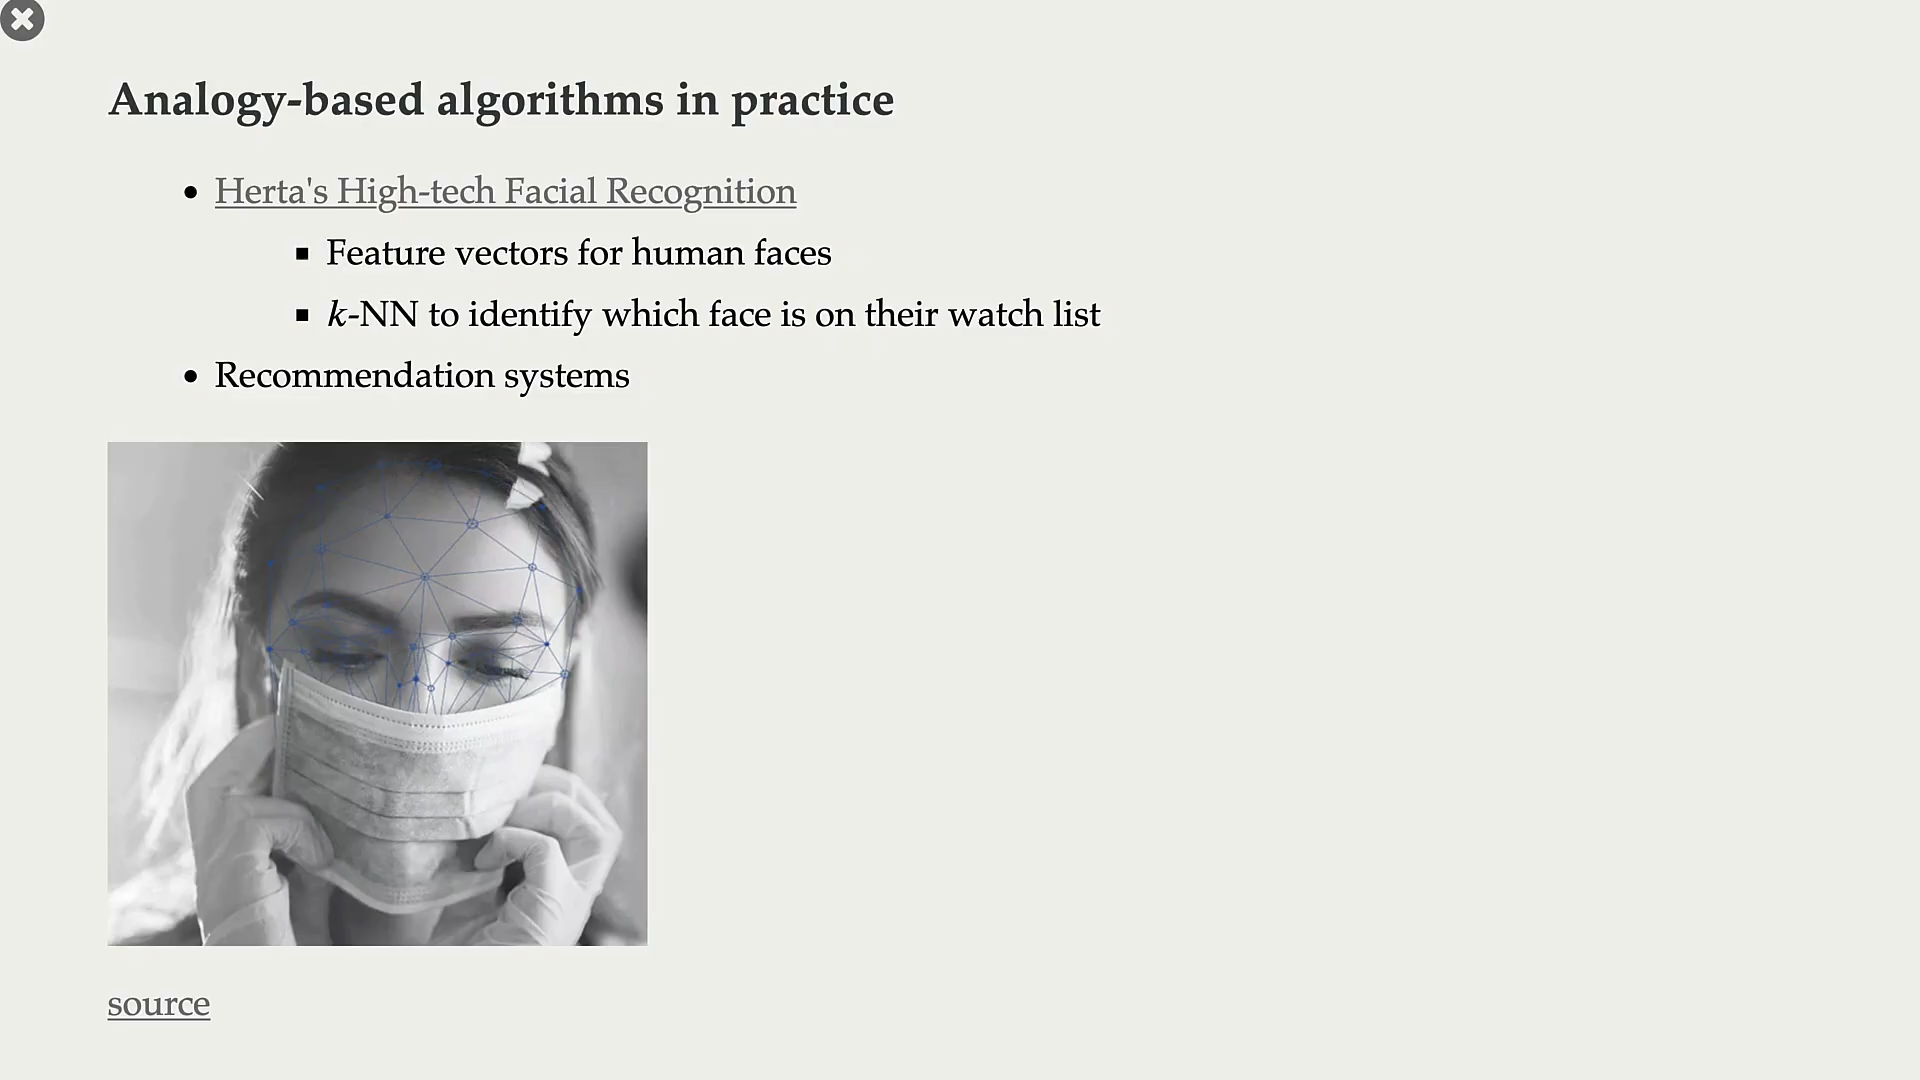 Analogy-based algorithms in practice
Herta's High-tech Facial Recognition
Feature vectors for human faces
k-NN to identify which face is on their watch list
Recommendation systems
source